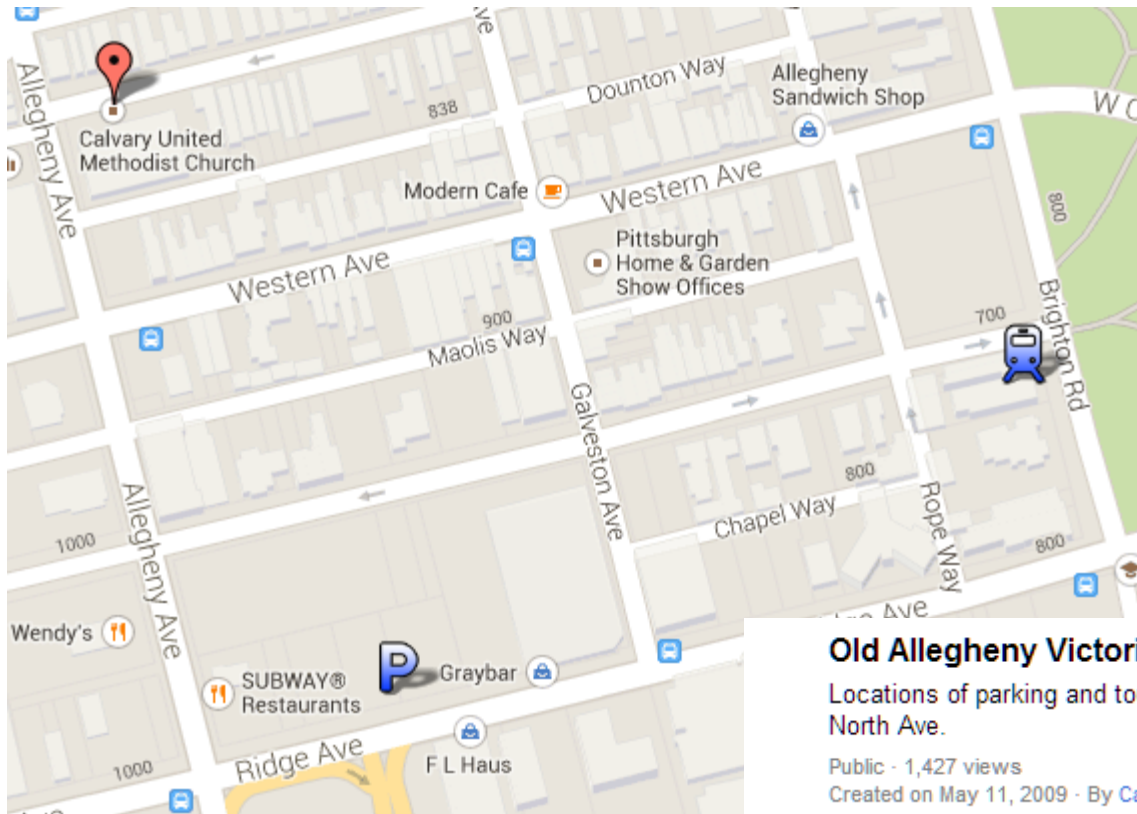 Ave
Allegheny Ave
Dounton Way
Allegheny
Sandwich Shop
W
838
Calvary United
Methodist Church
Modern Cafe
Western Ave
800
Pittsburgh
Home & Garden
Show Offices
Western Ave
900
Maolis Way
700
Brighton Rd
Galveston Ave
800
Chapel Way
Rope Way
800
1000
Allegheny Ave
Wendy's
Ave
P
Graybar
SUBWAY®
Restaurants
Ridge Ave
F L Haus
1000
Old Allegheny
Locations of parking and
North Ave.
Public · 1,427 views
Created on May 11, 2009 · By